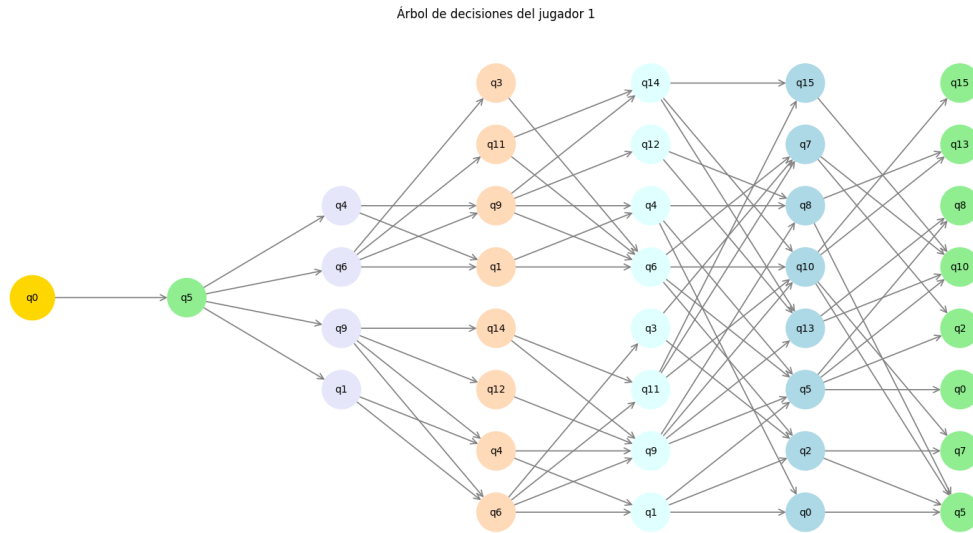 Árbol de decisiones del jugador 1
q3 q14 q15 q15
q11 q12 q7 q13
q4 q9 q4 q8 q8
q6 q1 q6 q10 q10
q0 q5
q9 q14 q3 q13 q2
q1 q12 q11 q5 q0
q4 q9 q2 q7
q6 q1 q0 q5